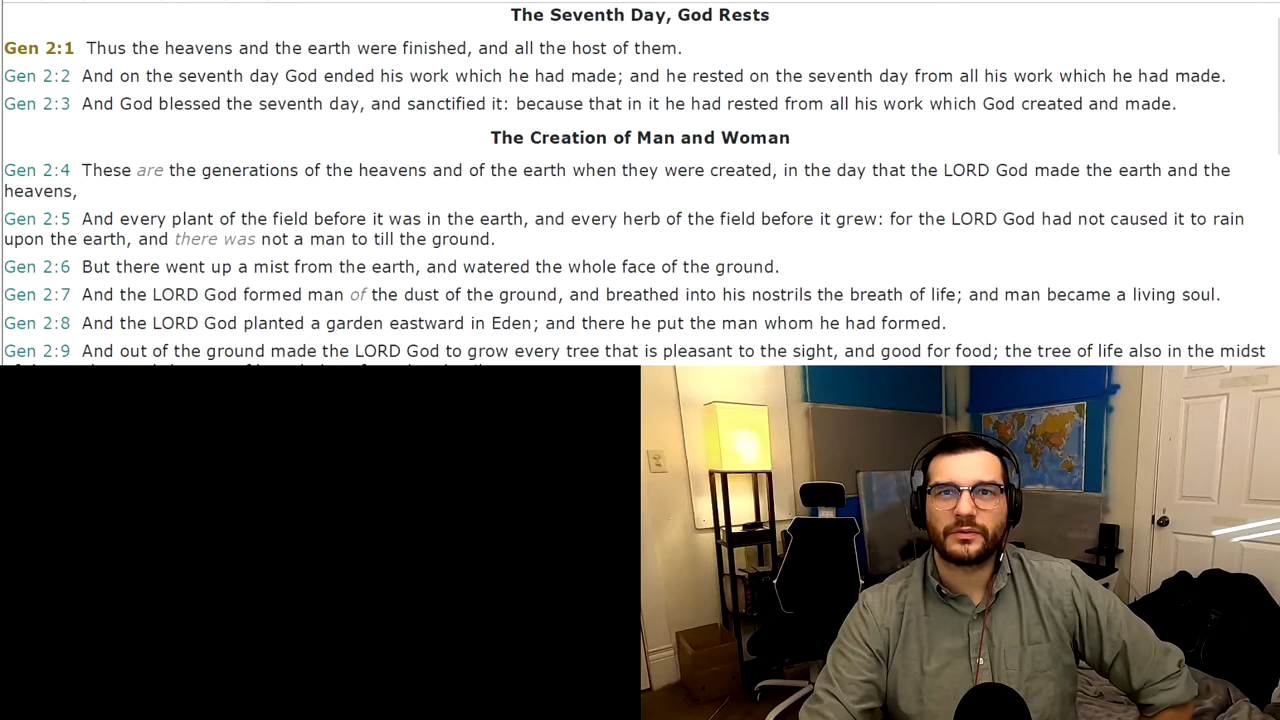 The Seventh Day, God Rests
Gen 2:1 Thus the heavens and the earth were finished, and all the host of them.
Gen 2:2 And on the seventh day God ended his work which he had made; and he rested on the seventh day from all his work which he had made.
Gen 2:3 And God blessed the seventh day, and sanctified it: because that in it he had rested from all his work which God created and made.
The Creation of Man and Woman
Gen 2:4 These are the generations of the heavens and of the earth when they were created, in the day that the LORD God made the earth and the
heavens,
Gen 2:5 And every plant of the field before it was in the earth, and every herb of the field before it grew: for the LORD God had not caused it to rain
upon the earth, and there was not a man to till the ground.
Gen 2:6 But there went up a mist from the earth, and watered the whole face of the ground.
Gen 2:7 And the LORD God formed man of the dust of the ground, and breathed into his nostrils the breath of life; and man became a living soul.
Gen 2:8 And the LORD God planted a garden eastward in Eden; and there he put the man whom he had formed.
Gen 2:9 And out of the ground made the LORD God to grow every tree that is pleasant to the sight, and good for food; the tree of life also in the midst